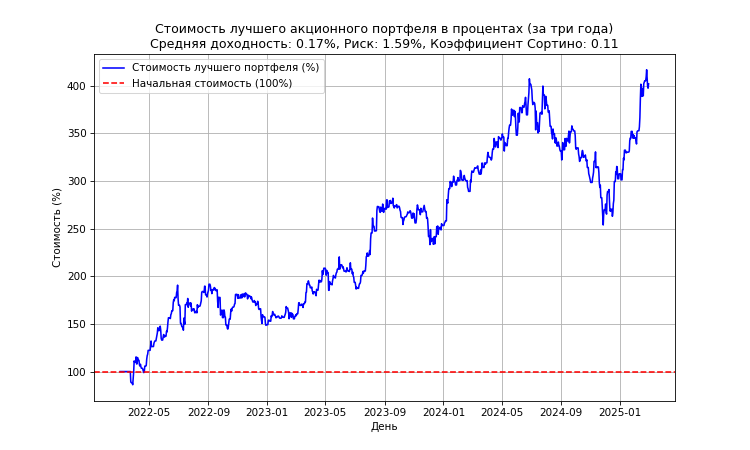 Стоимость лучшего акционного портфеля в процентах (за три года)
Средняя доходность: 0.17%, Риск: 1.59%, Коэффициент Сортино: 0.11
Стоимость лучшего портфеля (%)
Начальная стоимость (100%)
Стоимость (%)
400
350
300
250
200
150
100
2022-05
2022-09
2023-01
2023-05
2023-09
2024-01
2024-05
2024-09
2025-01
День